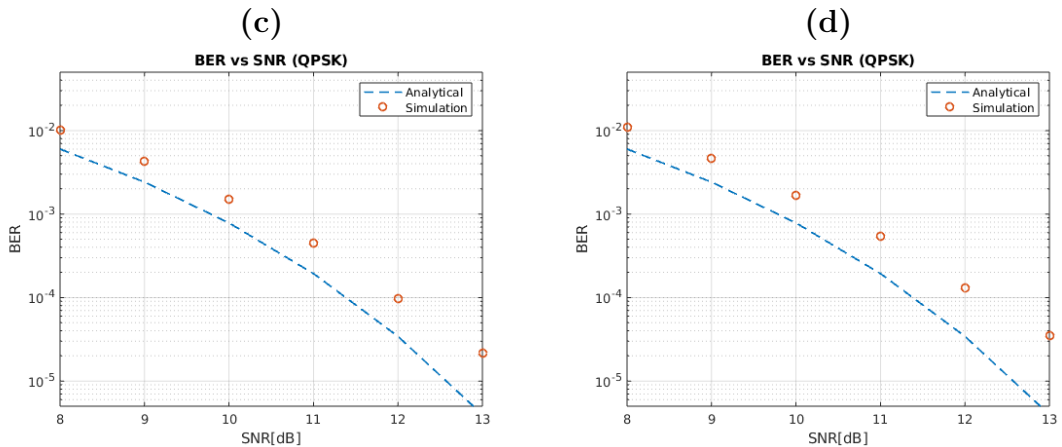 (c)
BER vs SNR (QPSK)
Analytical
Simulation
10^-2
10^-3
10^-4
10^-5
BER
8 9 10 11 12 13
SNR[dB]
(d)
BER vs SNR (QPSK)
Analytical
Simulation
10^-2
10^-3
10^-4
10^-5
BER
8 9 10 11 12 13
SNR[dB]